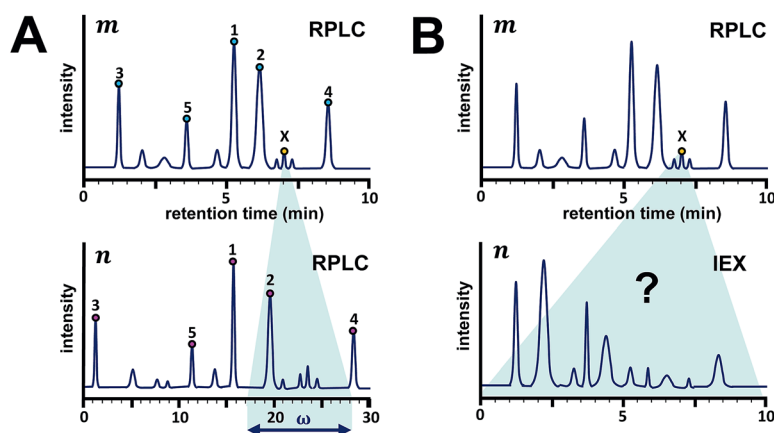 A
m
RPLC
intensity
3
5
1
2
X
4
0
5
10
retention time (min)
n
RPLC
intensity
3
5
1
2
4
0
10
20
30
ω
B
m
RPLC
intensity
X
0
5
10
retention time (min)
n
IEX
intensity
?
0
5
10